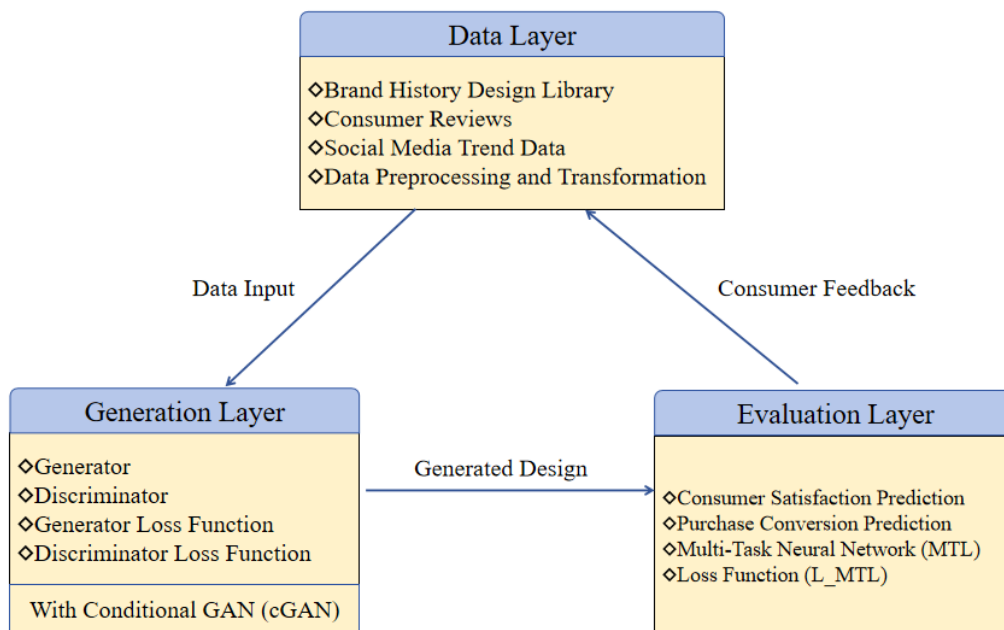 Data Layer
◇Brand History Design Library
◇Consumer Reviews
◇Social Media Trend Data
◇Data Preprocessing and Transformation
Data Input
Consumer Feedback
Generation Layer
◇Generator
◇Discriminator
◇Generator Loss Function
◇Discriminator Loss Function
With Conditional GAN (cGAN)
Generated Design
Evaluation Layer
◇Consumer Satisfaction Prediction
◇Purchase Conversion Prediction
◇Multi-Task Neural Network (MTL)
◇Loss Function (L_MTL)